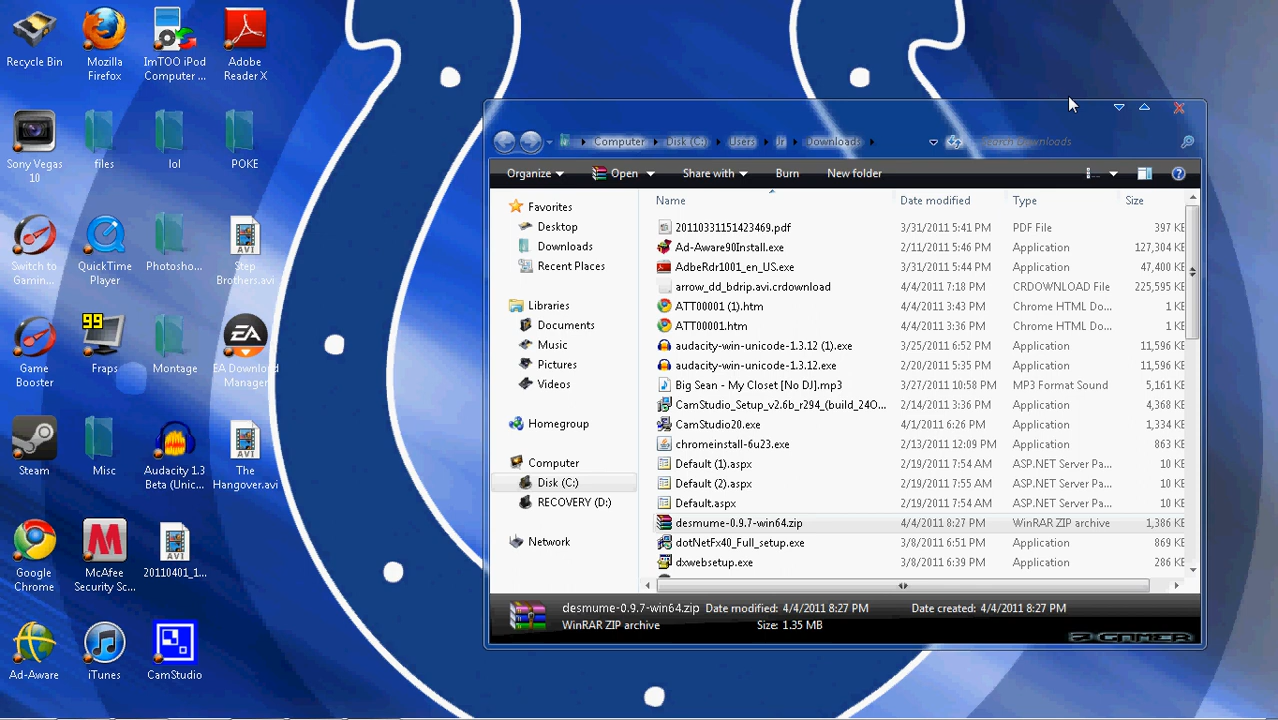 Recycle Bin
Mozilla
Firefox
ImTOO iPod
Computer ...
Adobe
Reader X
Sony Vegas
10
files
lol
POKE
Switch to
Gamin...
QuickTime
Player
Photosho...
AVI
Step
Brothers.avi
Game
Booster
99
Fraps
Montage
EA
EA Download
Manager
Steam
Misc
Audacity 1.3
Beta (Unic...
AVI
The
Hangover.avi
Google
Chrome
McAfee
Security Sc...
AVI
20110401_1...
Ad-Aware
iTunes
CamStudio
Computer Disk (C:) Users Jr Downloads
Search Downloads
Organize Open Share with Burn New folder
Favorites
Desktop
Downloads
Recent Places
Libraries
Documents
Music
Pictures
Videos
Homegroup
Computer
Disk (C:)
RECOVERY (D:)
Network
Name Date modified Type Size
20110331151423469.pdf 3/31/2011 5:41 PM PDF File 397 KB
Ad-Aware90Install.exe 2/11/2011 5:46 PM Application 127,304 KB
AdbeRdr1001_en_US.exe 3/31/2011 5:44 PM Application 47,400 KB
arrow_dd_bdrip.avi.crdownload 4/4/2011 7:18 PM CRDOWNLOAD File 225,595 KB
ATT00001 (1).htm 4/4/2011 3:43 PM Chrome HTML Do... 1 KB
ATT00001.htm 4/4/2011 3:36 PM Chrome HTML Do... 1 KB
audacity-win-unicode-1.3.12 (1).exe 3/25/2011 6:52 PM Application 11,596 KB
audacity-win-unicode-1.3.12.exe 2/20/2011 5:35 PM Application 11,596 KB
Big Sean - My Closet [No DJ].mp3 3/27/2011 10:58 PM MP3 Format Sound 5,161 KB
CamStudio_Setup_v2.6b_r294_(build_24O... 2/14/2011 3:36 PM Application 4,368 KB
CamStudio20.exe 4/1/2011 6:26 PM Application 1,334 KB
chromeinstall-6u23.exe 2/13/2011 12:09 PM Application 863 KB
Default (1).aspx 2/19/2011 7:54 AM ASP.NET Server Pa... 10 KB
Default (2).aspx 2/19/2011 7:55 AM ASP.NET Server Pa... 10 KB
Default.aspx 2/19/2011 7:54 AM ASP.NET Server Pa... 10 KB
desmume-0.9.7-win64.zip 4/4/2011 8:27 PM WinRAR ZIP archive 1,386 KB
dotNetFx40_Full_setup.exe 3/8/2011 6:51 PM Application 869 KB
dxwebsetup.exe 3/8/2011 6:39 PM Application 286 KB
desmume-0.9.7-win64.zip Date modified: 4/4/2011 8:27 PM Date created: 4/4/2011 8:27 PM
WinRAR ZIP archive Size: 1.35 MB